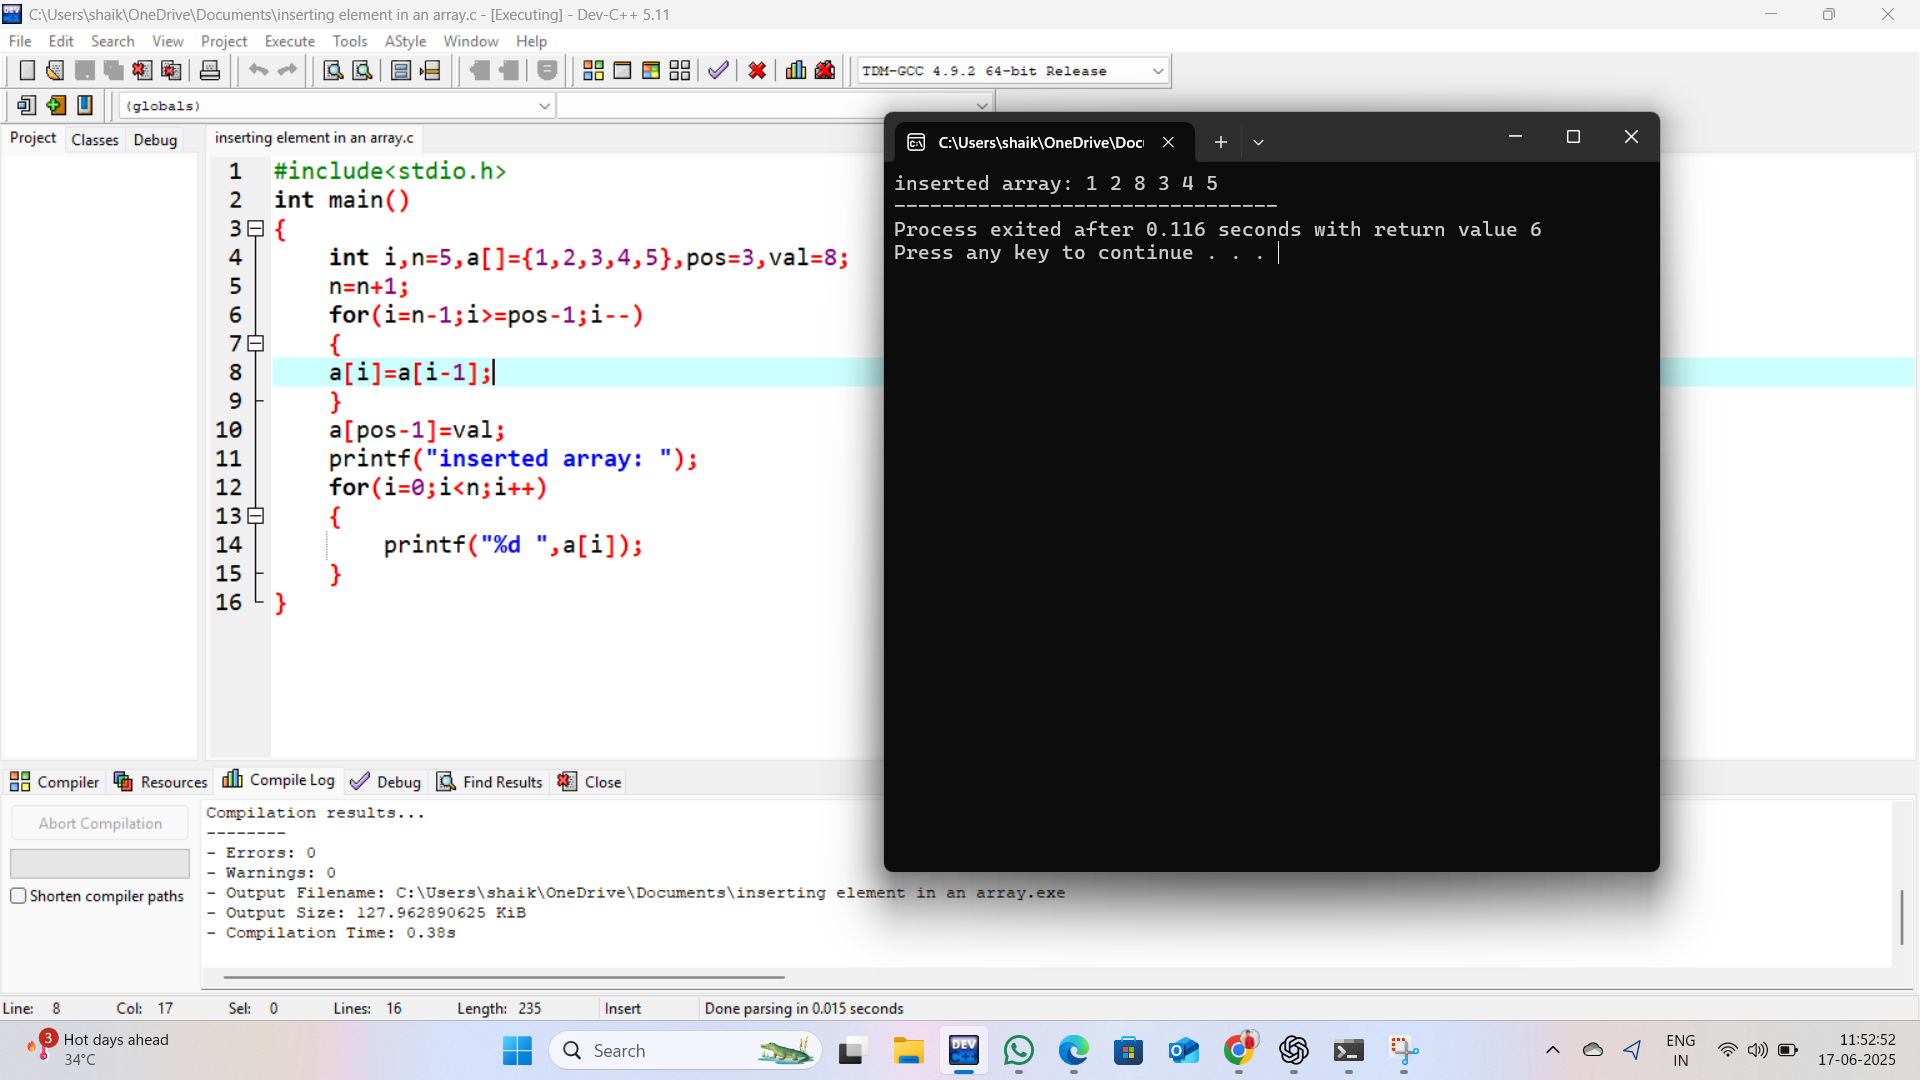 C:\Users\shaik\OneDrive\Documents\inserting element in an array.c - [Executing] - Dev-C++ 5.11
File Edit Search View Project Execute Tools AStyle Window Help
TDM-GCC 4.9.2 64-bit Release
(globals)
Project Classes Debug
inserting element in an array.c
1 #include<stdio.h>
2 int main()
3 {
4 int i,n=5,a[]={1,2,3,4,5},pos=3,val=8;
5 n=n+1;
6 for(i=n-1;i>=pos-1;i--)
7 {
8 a[i]=a[i-1];
9 }
10 a[pos-1]=val;
11 printf("inserted array: ");
12 for(i=0;i<n;i++)
13 {
14 printf("%d ",a[i]);
15 }
16 }
C:\Users\shaik\OneDrive\Doc
inserted array: 1 2 8 3 4 5
--------------------------------
Process exited after 0.116 seconds with return value 6
Press any key to continue . . .
Compiler Resources Compile Log Debug Find Results Close
Abort Compilation
Shorten compiler paths
Compilation results...
--------
- Errors: 0
- Warnings: 0
- Output Filename: C:\Users\shaik\OneDrive\Documents\inserting element in an array.exe
- Output Size: 127.962890625 KiB
- Compilation Time: 0.38s
Line: 8 Col: 17 Sel: 0 Lines: 16 Length: 235 Insert Done parsing in 0.015 seconds
3
Hot days ahead
34°C
Search
DEV
C++
ENG
IN
11:52:52
17-06-2025